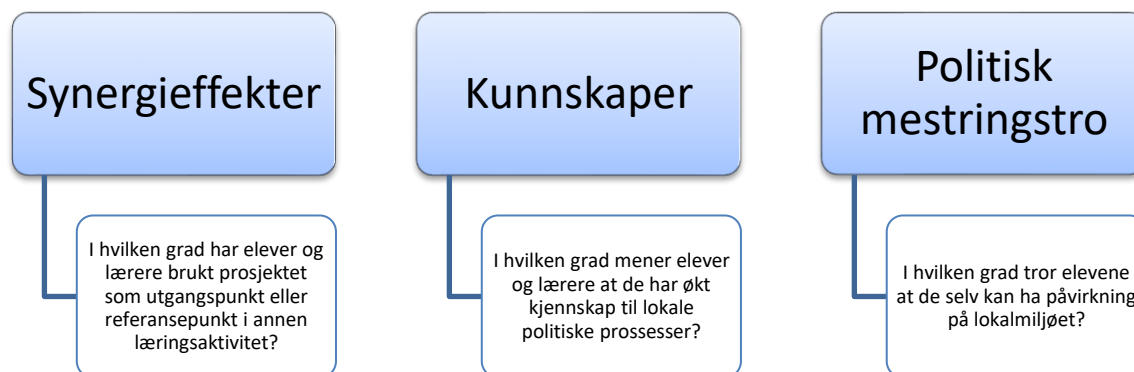 Synergieffekter
Kunnskaper
Politisk
mestringstro
I hvilken grad har elever og
lærere brukt prosjektet
som utgangspunkt eller
referansepunkt i annen
læringsaktivitet?
I hvilken grad mener elever
og lærere at de har økt
kjennskap til lokale
politiske prossesser?
I hvilken grad tror elevene
at de selv kan ha påvirkning
på lokalmiljøet?